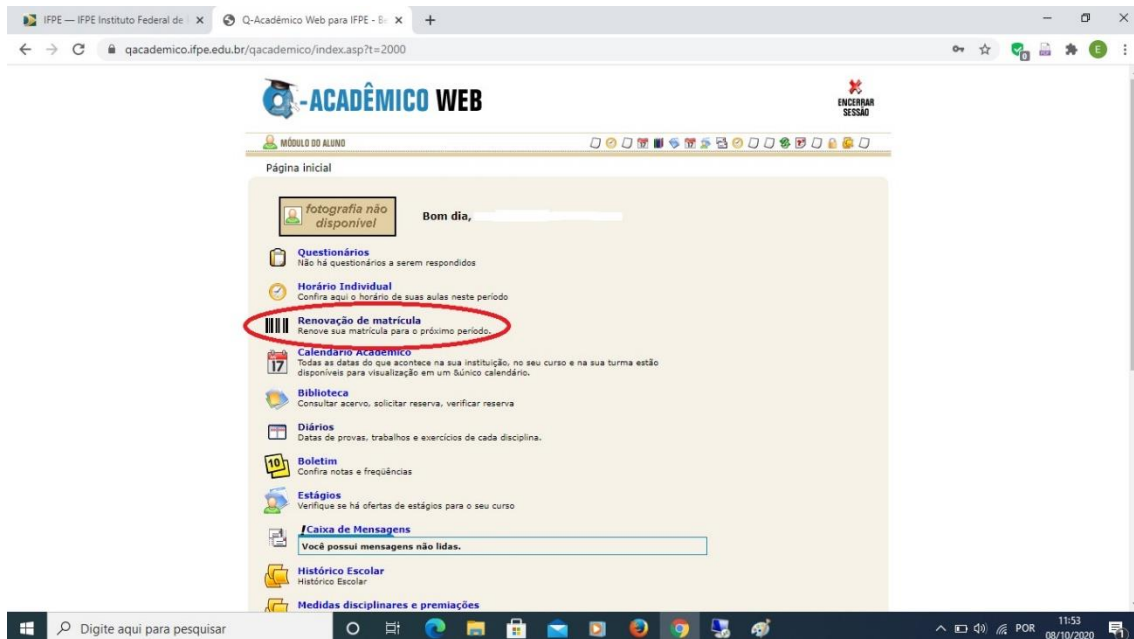 IFPE — IFPE Instituto Federal de
Q-Acadêmico Web para IFPE - Be
qacademico.ifpe.edu.br/qacademico/index.asp?t=2000
E
-ACADÊMICO WEB
ENCERRAR
SESSÃO
MÓDULO DO ALUNO
Página inicial
fotografia não
disponível
Bom dia,
Questionários
Não há questionários a serem respondidos
Horário Individual
Confira aqui o horário de suas aulas neste período
Renovação de matrícula
Renove sua matrícula para o próximo período.
17
Calendário Acadêmico
Todas as datas do que acontece na sua instituição, no seu curso e na sua turma estão
disponíveis para visualização em um &único calendário.
Biblioteca
Consultar acervo, solicitar reserva, verificar reserva
Diários
Datas de provas, trabalhos e exercícios de cada disciplina.
10
Boletim
Confira notas e freqüências
Estágios
Verifique se há ofertas de estágios para o seu curso
!Caixa de Mensagens
Você possui mensagens não lidas.
Histórico Escolar
Histórico Escolar
Medidas disciplinares e premiações
Digite aqui para pesquisar
POR
11:53
08/10/2020